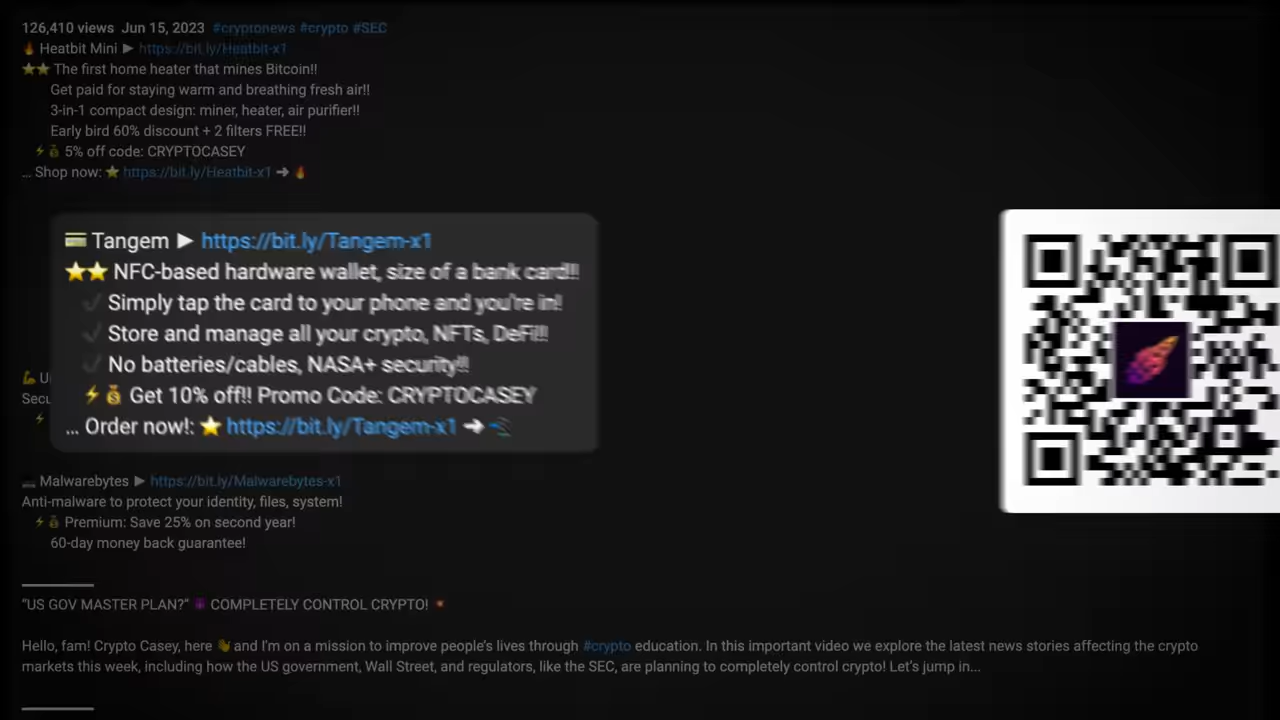 126,410 views Jun 15, 2023 #cryptonews #crypto #SEC
🔥 Heatbit Mini ▶ https://bit.ly/Heatbit-x1
⭐⭐ The first home heater that mines Bitcoin!!
Get paid for staying warm and breathing fresh air!!
3-in-1 compact design: miner, heater, air purifier!!
Early bird 60% discount + 2 filters FREE!!
⚡💰 5% off code: CRYPTOCASEY
... Shop now: ⭐ https://bit.ly/Heatbit-x1 ➜ 🔥
💳 Tangem ▶ https://bit.ly/Tangem-x1
⭐⭐ NFC-based hardware wallet, size of a bank card!!
✓ Simply tap the card to your phone and you're in!
✓ Store and manage all your crypto, NFTs, DeFi!!
✓ No batteries/cables, NASA+ security!!
⚡💰 Get 10% off!! Promo Code: CRYPTOCASEY
... Order now!: ⭐ https://bit.ly/Tangem-x1 ➜
Malwarebytes ▶ https://bit.ly/Malwarebytes-x1
Anti-malware to protect your identity, files, system!
⚡💰 Premium: Save 25% on second year!
60-day money back guarantee!
“US GOV MASTER PLAN?” COMPLETELY CONTROL CRYPTO!
Hello, fam! Crypto Casey, here 👋 and I'm on a mission to improve people's lives through #crypto education. In this important video we explore the latest news stories affecting the crypto
markets this week, including how the US government, Wall Street, and regulators, like the SEC, are planning to completely control crypto! Let's jump in...